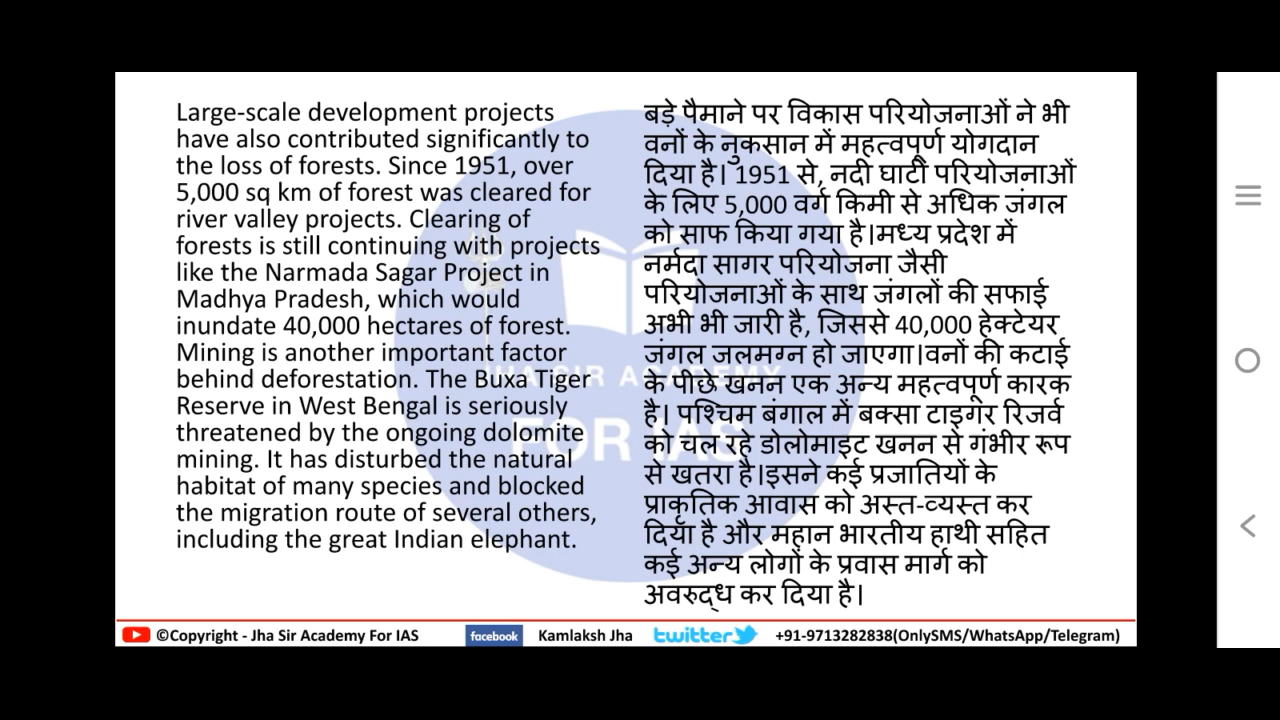 Large-scale development projects
have also contributed significantly to
the loss of forests. Since 1951, over
5,000 sq km of forest was cleared for
river valley projects. Clearing of
forests is still continuing with projects
like the Narmada Sagar Project in
Madhya Pradesh, which would
inundate 40,000 hectares of forest.
Mining is another important factor
behind deforestation. The Buxa Tiger
Reserve in West Bengal is seriously
threatened by the ongoing dolomite
mining. It has disturbed the natural
habitat of many species and blocked
the migration route of several others,
including the great Indian elephant.
बड़े पैमाने पर विकास परियोजनाओं ने भी
वनों के नुकसान में महत्वपूर्ण योगदान
दिया है। 1951 से, नदी घाटी परियोजनाओं
के लिए 5,000 वर्ग किमी से अधिक जंगल
को साफ किया गया है।मध्य प्रदेश में
नर्मदा सागर परियोजना जैसी
परियोजनाओं के साथ जंगलों की सफाई
अभी भी जारी है, जिससे 40,000 हेक्टेयर
जंगल जलमग्न हो जाएगा।वनों की कटाई
के पीछे खनन एक अन्य महत्वपूर्ण कारक
है। पश्चिम बंगाल में बक्सा टाइगर रिजर्व
को चल रहे डोलोमाइट खनन से गंभीर रूप
से खतरा है।इसने कई प्रजातियों के
प्राकृतिक आवास को अस्त-व्यस्त कर
दिया है और महान भारतीय हाथी सहित
कई अन्य लोगों के प्रवास मार्ग को
अवरुद्ध कर दिया है।
JHA SIR ACADEMY
FOR IAS
©Copyright - Jha Sir Academy For IAS facebook Kamlaksh Jha twitter +91-9713282838(OnlySMS/WhatsApp/Telegram)